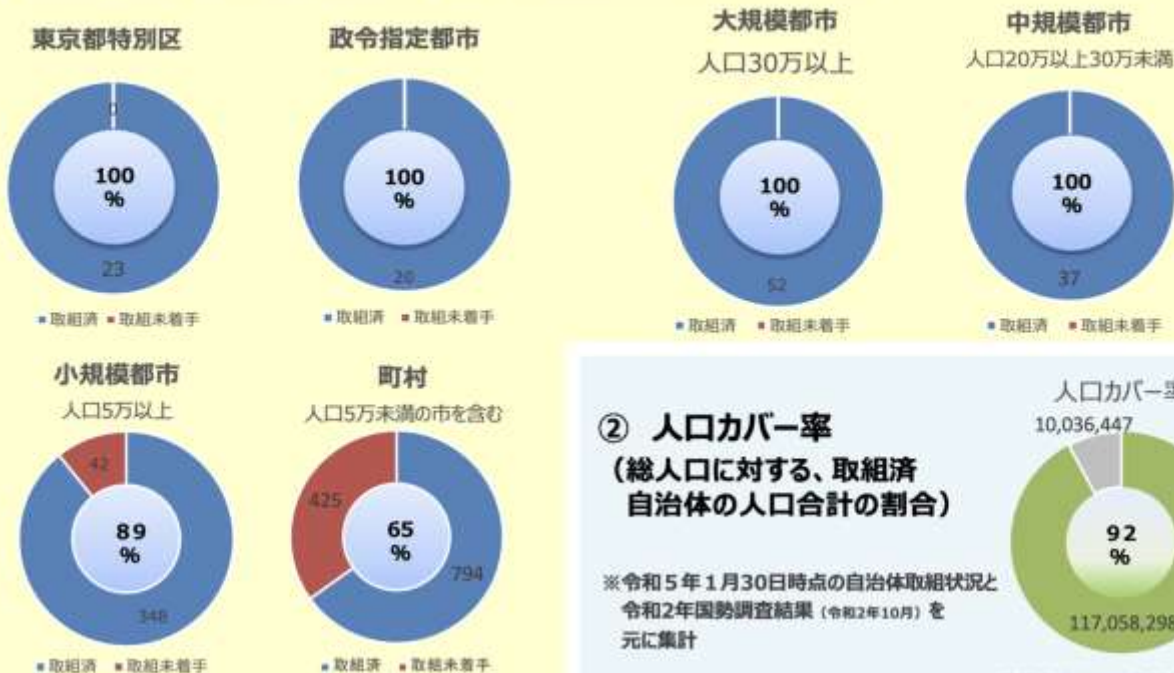 東京都特別区
0
100
%
23
■取組済 ■取組未着手
政令指定都市
100
%
20
■取組済 ■取組未着手
大規模都市
人口30万以上
100
%
52
■取組済 ■取組未着手
中規模都市
人口20万以上30万未満
100
%
37
■取組済 ■取組未着手
小規模都市
人口5万以上
42
89
%
348
■取組済 ■取組未着手
町村
人口5万未満の市を含む
425
65
%
794
■取組済 ■取組未着手
② 人口カバー率
(総人口に対する、取組済
自治体の人口合計の割合)
※令和5年1月30日時点の自治体取組状況と
令和2年国勢調査結果(令和2年10月)を
元に集計
人口カバー率
10,036,447
92
%
117,058,298